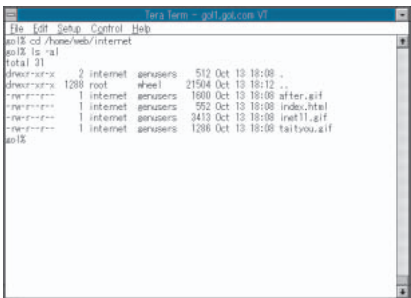 Tera Term - gol1.gol.com VT
File Edit Setup Control Help
gol% cd /home/web/internet
gol% ls -al
total 31
drwxr-xr-x 2 internet genusers 512 Oct 13 18:08 .
drwxr-xr-x 1288 root wheel 21504 Oct 13 18:12 ..
-rw-r--r-- 1 internet genusers 1600 Oct 13 18:08 after.gif
-rw-r--r-- 1 internet genusers 552 Oct 13 18:08 index.html
-rw-r--r-- 1 internet genusers 3413 Oct 13 18:08 inet11.gif
-rw-r--r-- 1 internet genusers 1286 Oct 13 18:08 taityou.gif
gol%